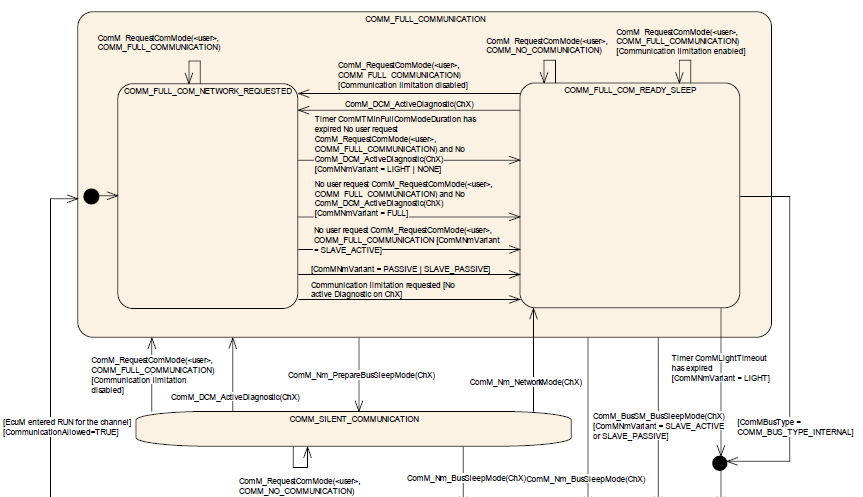 COMM_FULL_COMMUNICATION
ComM_RequestComMode(<user>,
COMM_FULL_COMMUNICATION)
ComM_RequestComMode(<user>,
COMM_FULL_COMMUNICATION)
[Communication limitation disabled]
ComM_RequestComMode(<user>,
COMM_NO_COMMUNICATION)
ComM_RequestComMode(<user>,
COMM_FULL_COMMUNICATION)
[Communication limitation enabled]
COMM_FULL_COM_NETWORK_REQUESTED
COMM_FULL_COM_READY_SLEEP
ComM_DCM_ActiveDiagnostic(ChX)
Timer ComMTMinFullComModeDuration has
expired No user request
ComM_RequestComMode(<user>,
COMM_FULL_COMMUNICATION) and No
ComM_DCM_ActiveDiagnostic(ChX)
[ComMNmVariant = LIGHT | NONE]
No user request ComM_RequestComMode(<user>,
COMM_FULL_COMMUNICATION) and No
ComM_DCM_ActiveDiagnostic(ChX)
[ComMNmVariant = FULL]
No user request ComM_RequestComMode(<user>,
COMM_FULL_COMMUNICATION [ComMNmVariant
= SLAVE_ACTIVE]
[ComMNmVariant = PASSIVE | SLAVE_PASSIVE]
Communication limitation requested [No
active Diagnostic on ChX]
ComM_RequestComMode(<user>,
COMM_FULL_COMMUNICATION)
[Communication limitation
disabled]
ComM_DCM_ActiveDiagnostic(ChX)
ComM_Nm_PrepareBusSleepMode(ChX)
ComM_Nm_NetworkMode(ChX)
Timer ComMLightTimeout
has expired
[ComMNmVariant = LIGHT]
[EcuM entered RUN for the channel]
[CommunicationAllowed=TRUE]
COMM_SILENT_COMMUNICATION
ComM_BusSM_BusSleepMode(ChX)
[ComMNmVariant = SLAVE_ACTIVE
or SLAVE_PASSIVE]
[ComMBusType =
COMM_BUS_TYPE_INTERNAL]
ComM_RequestComMode(<user>,
COMM_NO_COMMUNICATION)
ComM_Nm_BusSleepMode(ChX)
ComM_Nm_BusSleepMode(ChX)